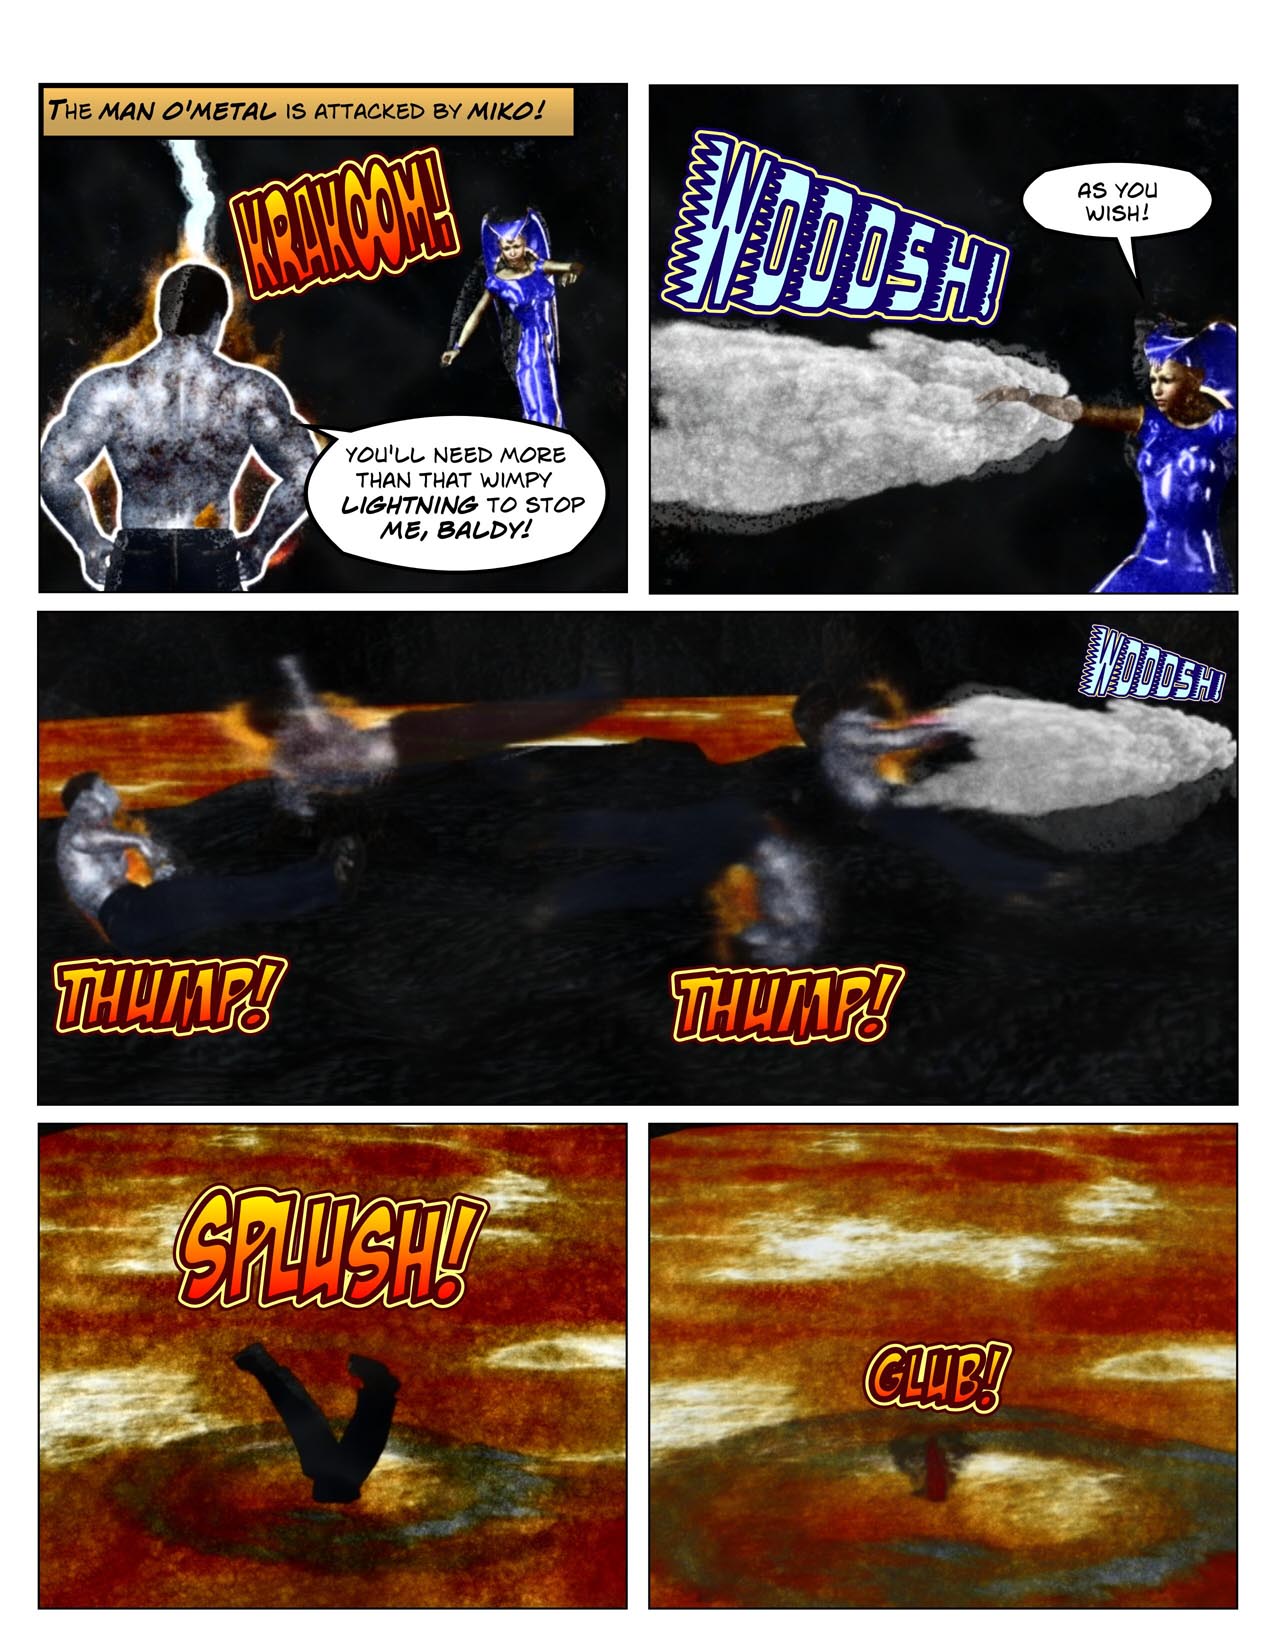 THE MAN O'METAL IS ATTACKED BY MIKO!
KRAKOOM!
YOU'LL NEED MORE
THAN THAT WIMPY
LIGHTNING TO STOP
ME, BALDY!
WOOOSH!
AS YOU
WISH!
WOOOSH!
THUMP!
THUMP!
SPLUSH!
GLUB!